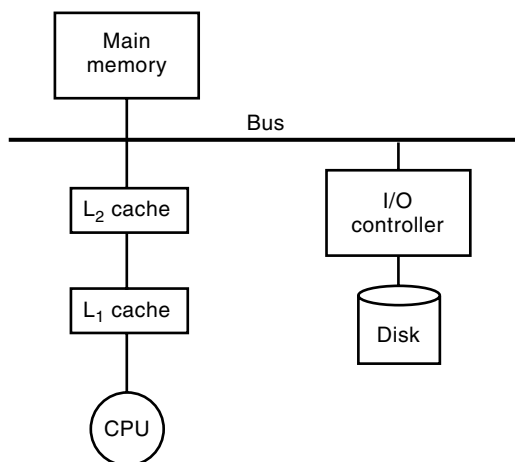 Main
memory
Bus
L2 cache
I/O
controller
L1 cache
Disk
CPU